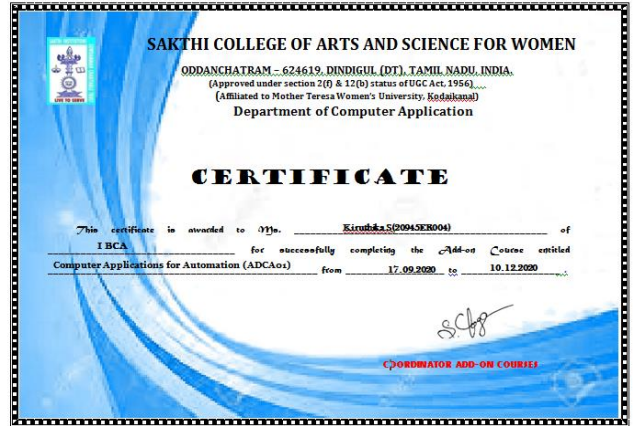 SAKTHI COLLEGE OF ARTS AND SCIENCE FOR WOMEN
ODDANCHATRAM – 624619, DINDIGUL (DT), TAMIL NADU, INDIA.
(Approved under section 2(f) & 12(b) status of UGC Act, 1956)
(Affiliated to Mother Teresa Women's University, Kodaikanal)
Department of Computer Application
LIVE TO SERVE
CERTIFICATE
This certificate is awarded to Ms. Kiruthika S(20945ER004) of
I BCA for successfully completing the Add-on Course entitled
Computer Applications for Automation (ADCA01) from 17.09.2020 to 10.12.2020 .
COORDINATOR ADD-ON COURSES